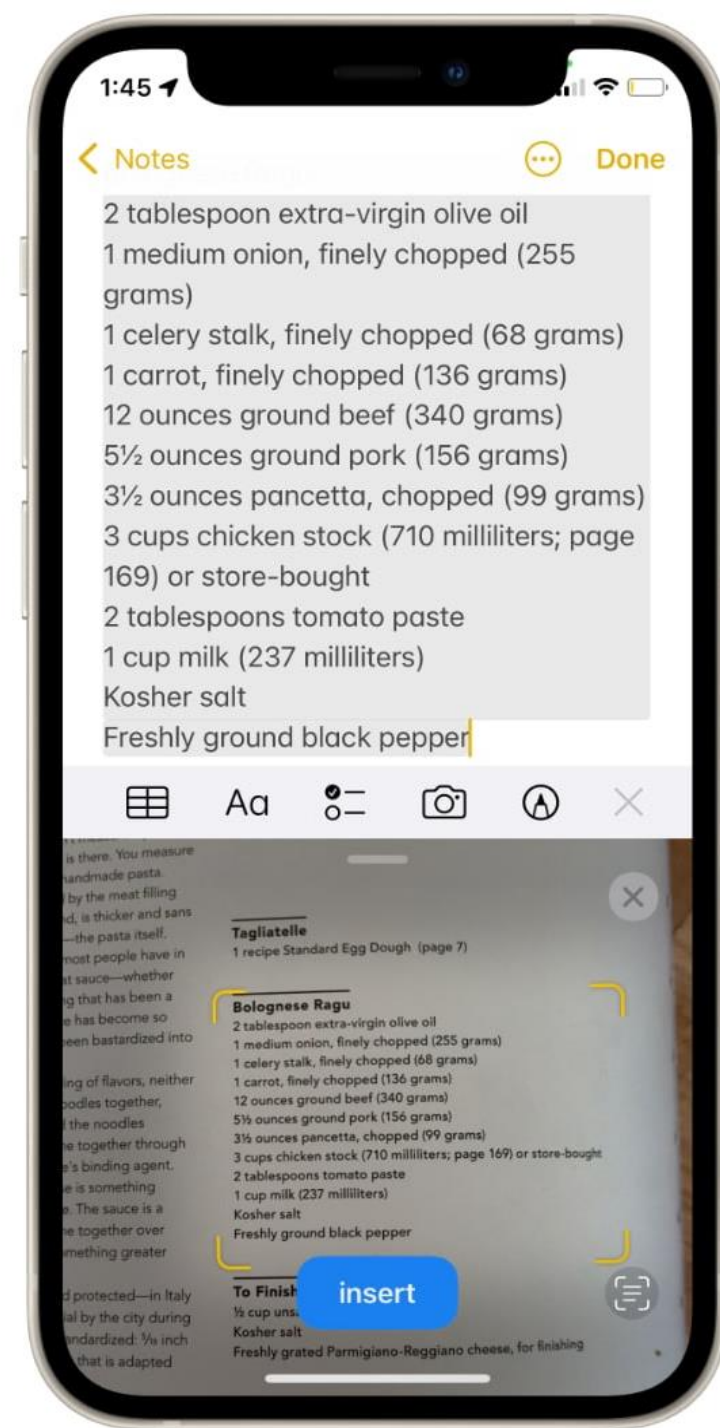 1:45
Notes
Done
2 tablespoon extra-virgin olive oil
1 medium onion, finely chopped (255
grams)
1 celery stalk, finely chopped (68 grams)
1 carrot, finely chopped (136 grams)
12 ounces ground beef (340 grams)
5½ ounces ground pork (156 grams)
3½ ounces pancetta, chopped (99 grams)
3 cups chicken stock (710 milliliters; page
169) or store-bought
2 tablespoons tomato paste
1 cup milk (237 milliliters)
Kosher salt
Freshly ground black pepper
Aa
is there. You measure
handmade pasta.
by the meat filling
is thicker and sans
—the pasta itself.
most people have in
sauce—whether
that has been a
has become so
been bastardized into
ing of flavors, neither
noodles together,
the noodles
together through
binding agent.
is something
The sauce is a
together over
something greater
protected—in Italy
by the city during
inch
that is adapted
Tagliatelle
1 recipe Standard Egg Dough (page 7)
Bolognese Ragu
2 tablespoon extra-virgin olive oil
1 medium onion, finely chopped (255 grams)
1 celery stalk, finely chopped (68 grams)
1 carrot, finely chopped (136 grams)
12 ounces ground beef (340 grams)
5½ ounces ground pork (156 grams)
3½ ounces pancetta, chopped (99 grams)
3 cups chicken stock (710 milliliters; page 169) or store-bought
2 tablespoons tomato paste
1 cup milk (237 milliliters)
Kosher salt
Freshly ground black pepper
To Finish
½ cup uns
Kosher salt
Freshly grated Parmigiano-Reggiano cheese, for finishing
insert